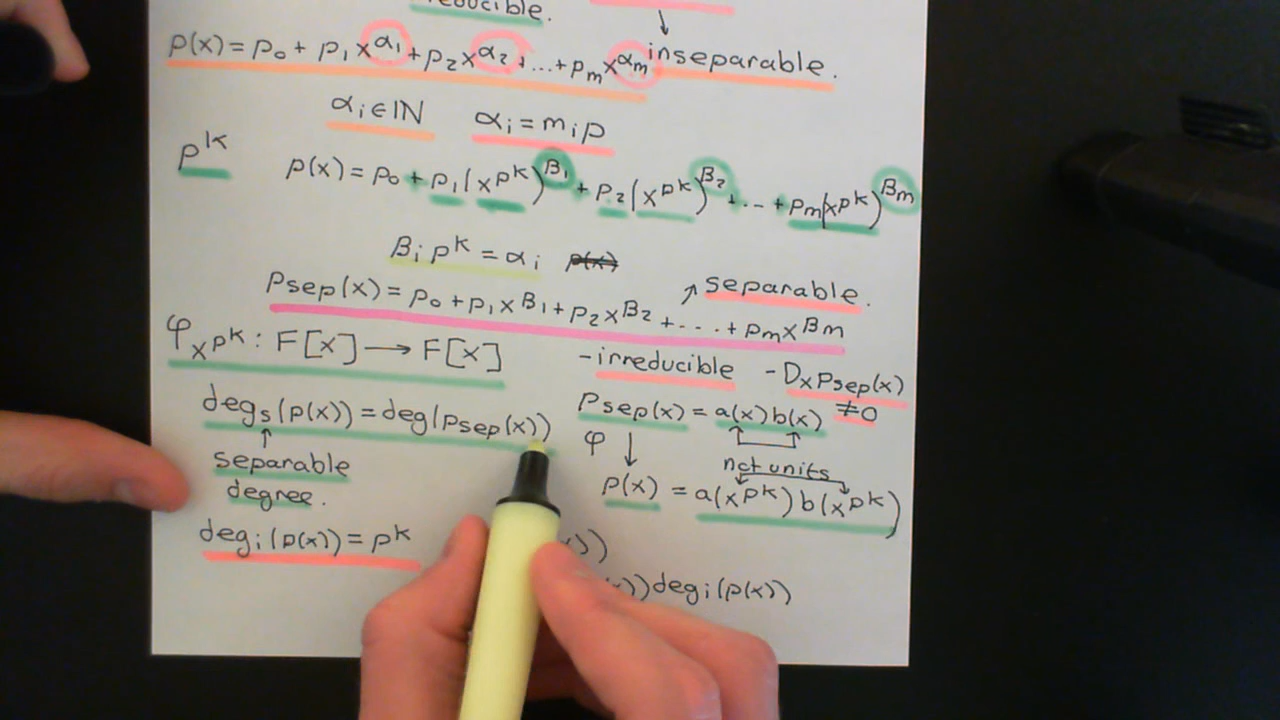 ducible.
p(x) = p₀ + p₁x^α₁ + p₂x^α₂ + ... + pₘx^αₘ inseparable.
αᵢ ∈ ℕ αᵢ = mᵢp
p^k p(x) = p₀ + p₁(x^p^k)^β₁ + p₂(x^p^k)^β₂ + ... + pₘ(x^p^k)^βₘ
βᵢp^k = αᵢ
separable.
Psep(x) = p₀ + p₁x^β₁ + p₂x^β₂ + ... + pₘx^βₘ
φ_x^p^k : F[x] → F[x]
-irreducible - DₓPsep(x) ≠0
degₛ(p(x)) = deg(psep(x))
Psep(x) = a(x)b(x)
↑ separable degree.
φ ↓ not units
p(x) = a(x^p^k)b(x^p^k)
degᵢ(p(x)) = p^k
(x))
(x))degᵢ(p(x))